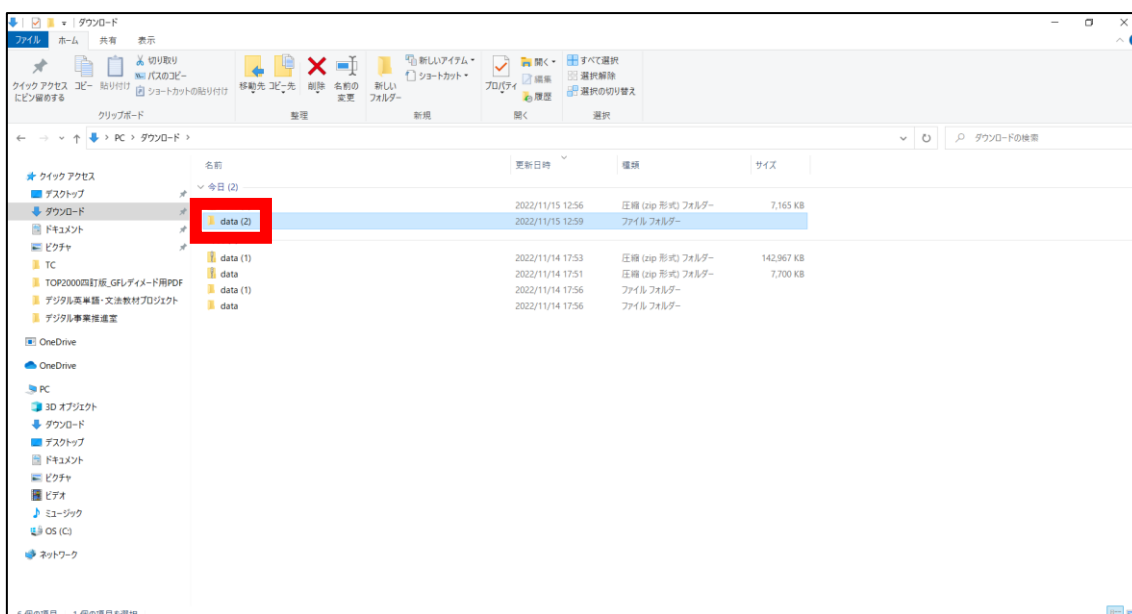 ダウンロード
ファイル ホーム 共有 表示
クイック アクセス
にピン留めする
コピー
貼り付け
切り取り
パスのコピー
ショートカットの貼り付け
クリップボード
移動先
コピー先
削除
名前の
変更
整理
新しい
フォルダー
新しいアイテム
ショートカット
新規
プロパティ
開く
編集
履歴
開く
すべて選択
選択解除
選択の切り替え
選択
PC > ダウンロード >
ダウンロードの検索
クイック アクセス
デスクトップ
ダウンロード
ドキュメント
ピクチャ
TC
TOP2000四訂版_GFレディメード用PDF
デジタル英単語・文法教材プロジェクト
デジタル事業推進室
OneDrive
OneDrive
PC
3D オブジェクト
ダウンロード
デスクトップ
ドキュメント
ピクチャ
ビデオ
ミュージック
OS (C:)
ネットワーク
名前 更新日時 種類 サイズ
今日 (2)
2022/11/15 12:56 圧縮 (zip 形式) フォルダー 7,165 KB
data (2) 2022/11/15 12:59 ファイル フォルダー
data (1) 2022/11/14 17:53 圧縮 (zip 形式) フォルダー 142,967 KB
data 2022/11/14 17:51 圧縮 (zip 形式) フォルダー 7,700 KB
data (1) 2022/11/14 17:56 ファイル フォルダー
data 2022/11/14 17:56 ファイル フォルダー